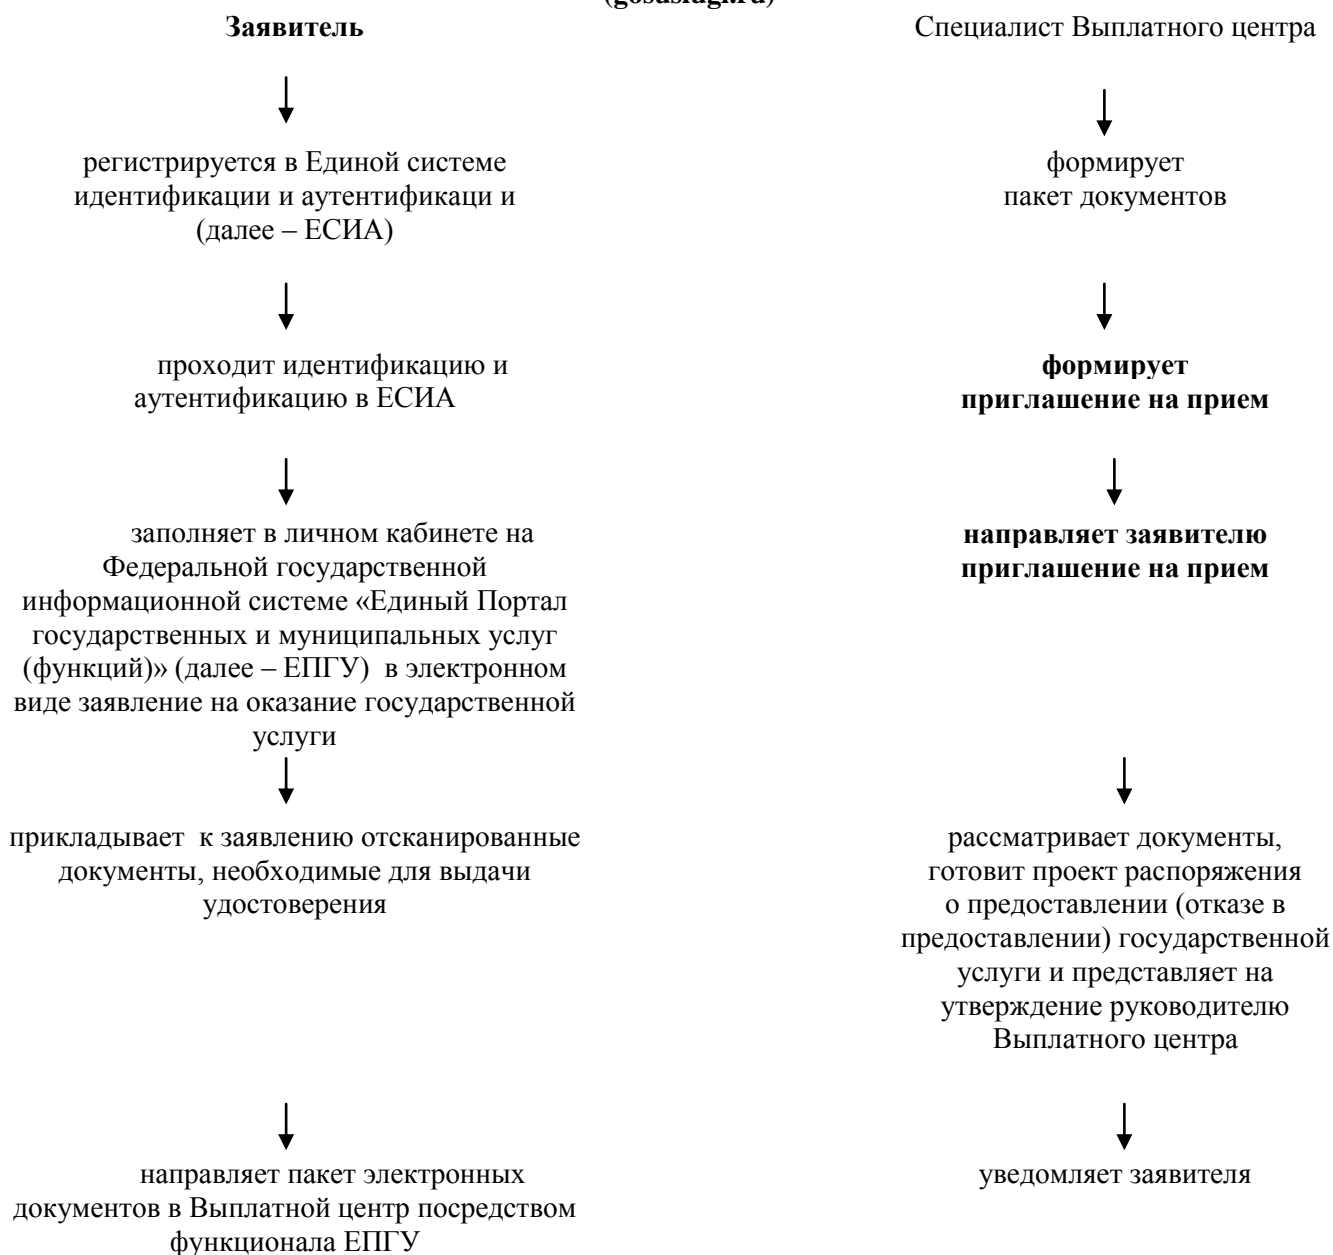 (gosuslugi.ru)
Заявитель
регистрируется в Единой системе
идентификации и аутентификаци и
(далее – ЕСИА)
проходит идентификацию и
аутентификацию в ЕСИА
заполняет в личном кабинете на
Федеральной государственной
информационной системе «Единый Портал
государственных и муниципальных услуг
(функций)» (далее – ЕПГУ) в электронном
виде заявление на оказание государственной
услуги
прикладывает к заявлению отсканированные
документы, необходимые для выдачи
удостоверения
направляет пакет электронных
документов в Выплатной центр посредством
функционала ЕПГУ
Специалист Выплатного центра
формирует
пакет документов
формирует
приглашение на прием
направляет заявителю
приглашение на прием
рассматривает документы,
готовит проект распоряжения
о предоставлении (отказе в
предоставлении) государственной
услуги и представляет на
утверждение руководителю
Выплатного центра
уведомляет заявителя